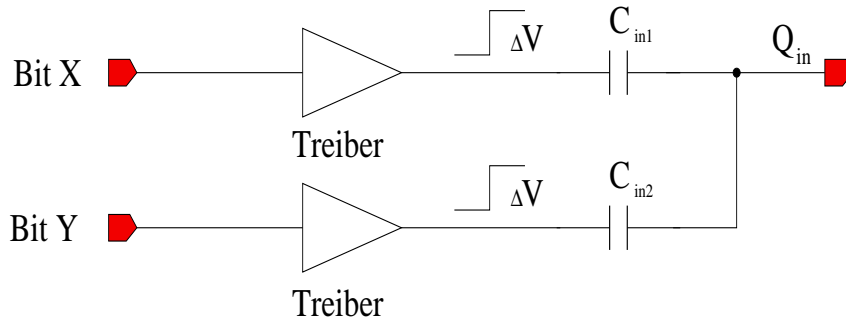 C in1
ΔV
Q in
Bit X
Treiber
C in2
ΔV
Bit Y
Treiber